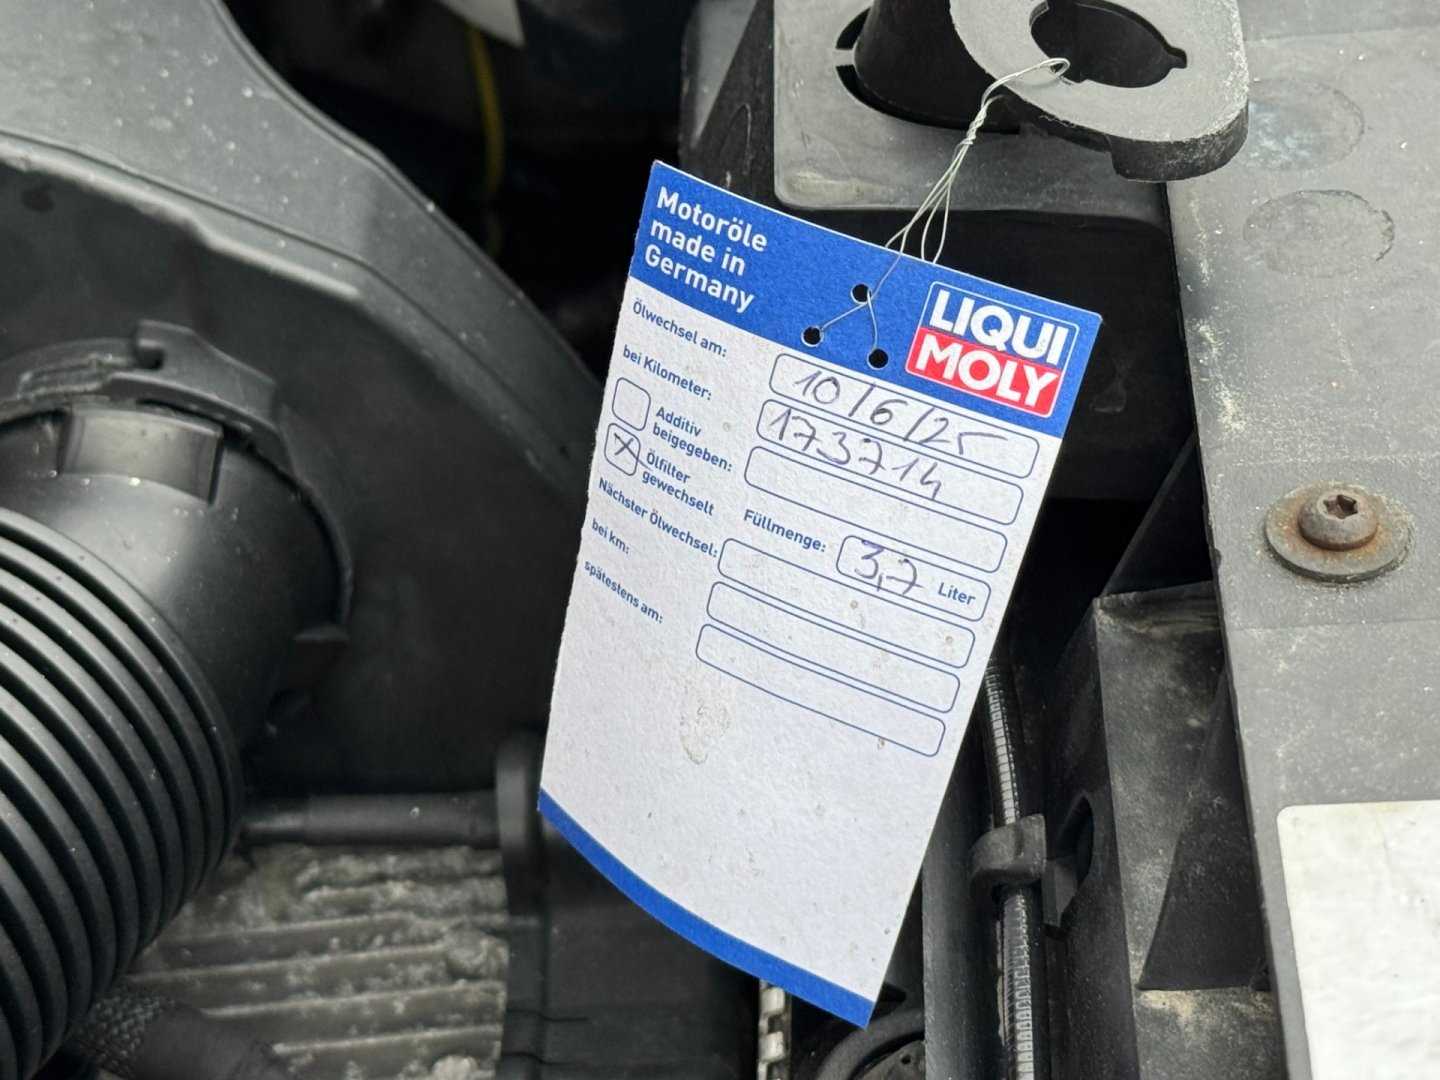 Motoröle
made in
Germany
LIQUI
MOLY
Ölwechsel am: 10/6/25
bei Kilometer: 173714
Additiv
beigegeben:
X Ölfilter
gewechselt
Füllmenge: 3,7 Liter
Nächster Ölwechsel:
bei km:
spätestens am: